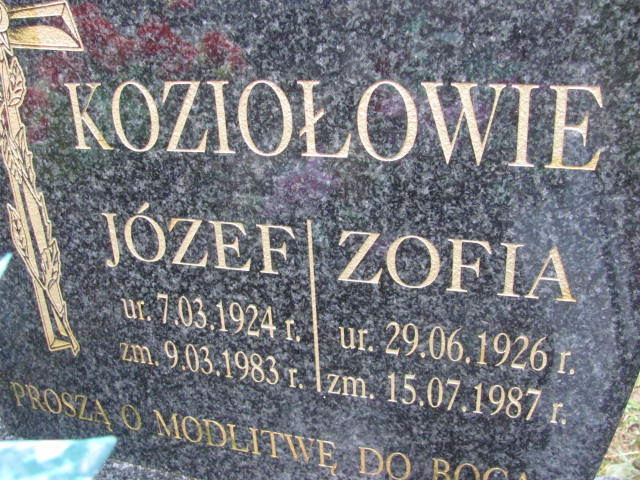 KOZIOŁOWIE
JÓZEF
ur. 7.03.1924 r.
zm. 9.03.1983 r.
ZOFIA
ur. 29.06.1926 r.
zm. 15.07.1987 r.
PROSZĄ O MODLITWĘ DO BOGA